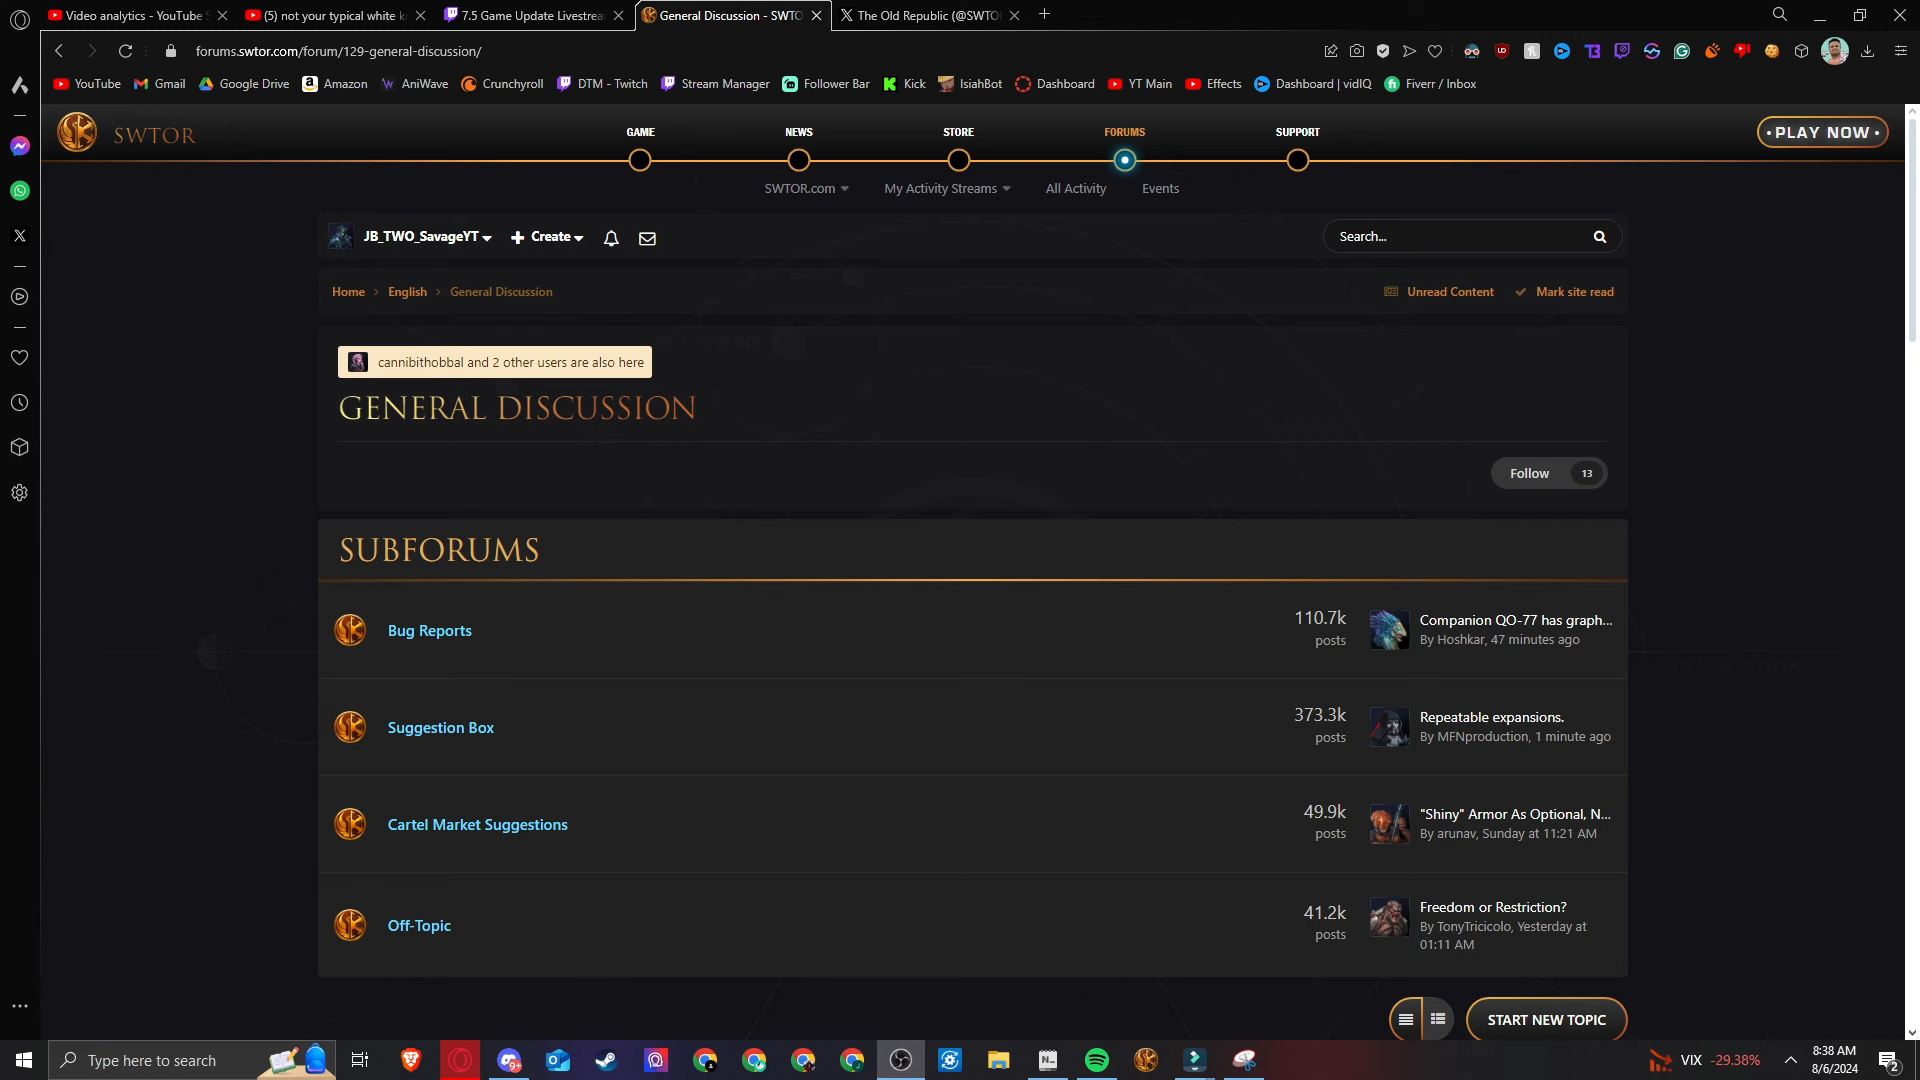 Video analytics - YouTube S
(5) not your typical white k
7.5 Game Update Livestrea
General Discussion - SWTO
The Old Republic (@SWTO
forums.swtor.com/forum/129-general-discussion/
YouTube
Gmail
Google Drive
Amazon
AniWave
Crunchyroll
DTM - Twitch
Stream Manager
Follower Bar
Kick
IsiahBot
Dashboard
YT Main
Effects
Dashboard | vidIQ
Fiverr / Inbox
SWTOR
GAME
NEWS
STORE
FORUMS
SUPPORT
• PLAY NOW •
SWTOR.com
My Activity Streams
All Activity
Events
JB_TWO_SavageYT
Create
Search...
Home > English > General Discussion
Unread Content
Mark site read
cannibithobbal and 2 other users are also here
GENERAL DISCUSSION
Follow 13
SUBFORUMS
Bug Reports
110.7k
posts
Companion QO-77 has graph...
By Hoshkar, 47 minutes ago
Suggestion Box
373.3k
posts
Repeatable expansions.
By MFNproduction, 1 minute ago
Cartel Market Suggestions
49.9k
posts
"Shiny" Armor As Optional, N...
By arunav, Sunday at 11:21 AM
Off-Topic
41.2k
posts
Freedom or Restriction?
By TonyTricicolo, Yesterday at
01:11 AM
START NEW TOPIC
Type here to search
9+
VIX -29.38%
8:38 AM
8/6/2024
2